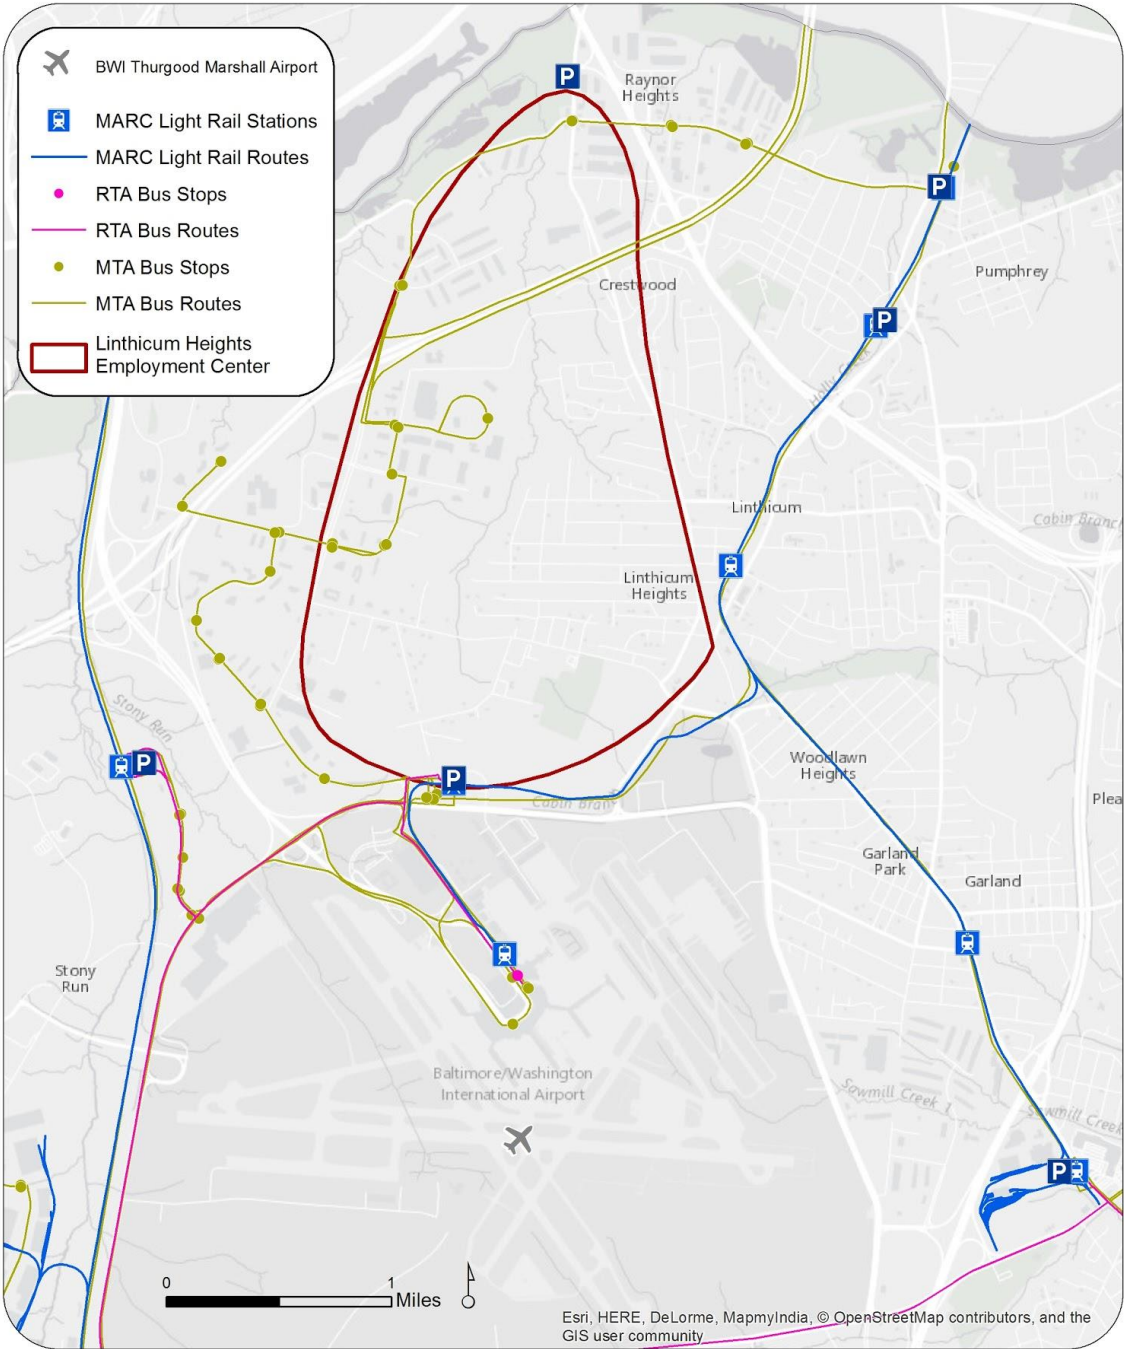 BWI Thurgood Marshall Airport
MARC Light Rail Stations
MARC Light Rail Routes
RTA Bus Stops
RTA Bus Routes
MTA Bus Stops
MTA Bus Routes
Linthicum Heights
Employment Center
P
Raynor
Heights
P
Pumphrey
Crestwood
P
Holly Creek
Linthicum
Cabin Branch
Linthicum
Heights
Stony Run
P
P
Woodlawn
Heights
Cabin Branch
Plea
Garland
Park
Garland
Stony
Run
Baltimore/Washington
International Airport
Sawmill Creek 1
Sawmill Creek
P
0
1
Miles
Esri, HERE, DeLorme, MapmyIndia, © OpenStreetMap contributors, and the
GIS user community